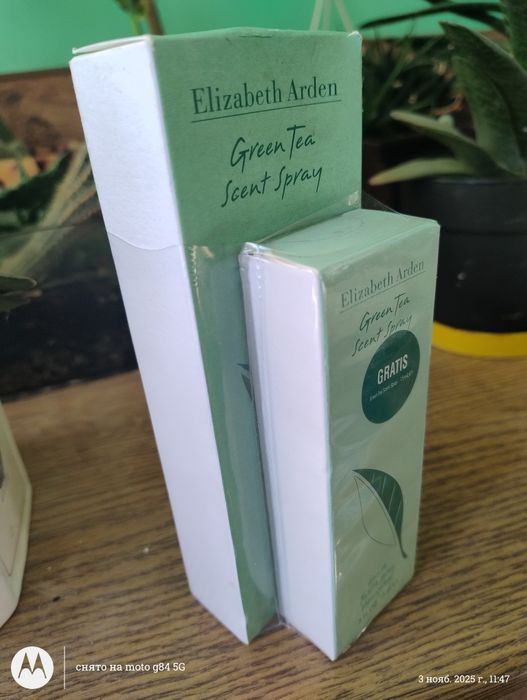 Elizabeth Arden
Green Tea
Scent Spray
Elizabeth Arden
Green Tea
Scent Spray
GRATIS
снято на moto g84 5G
3 нояб. 2025 г., 11:47